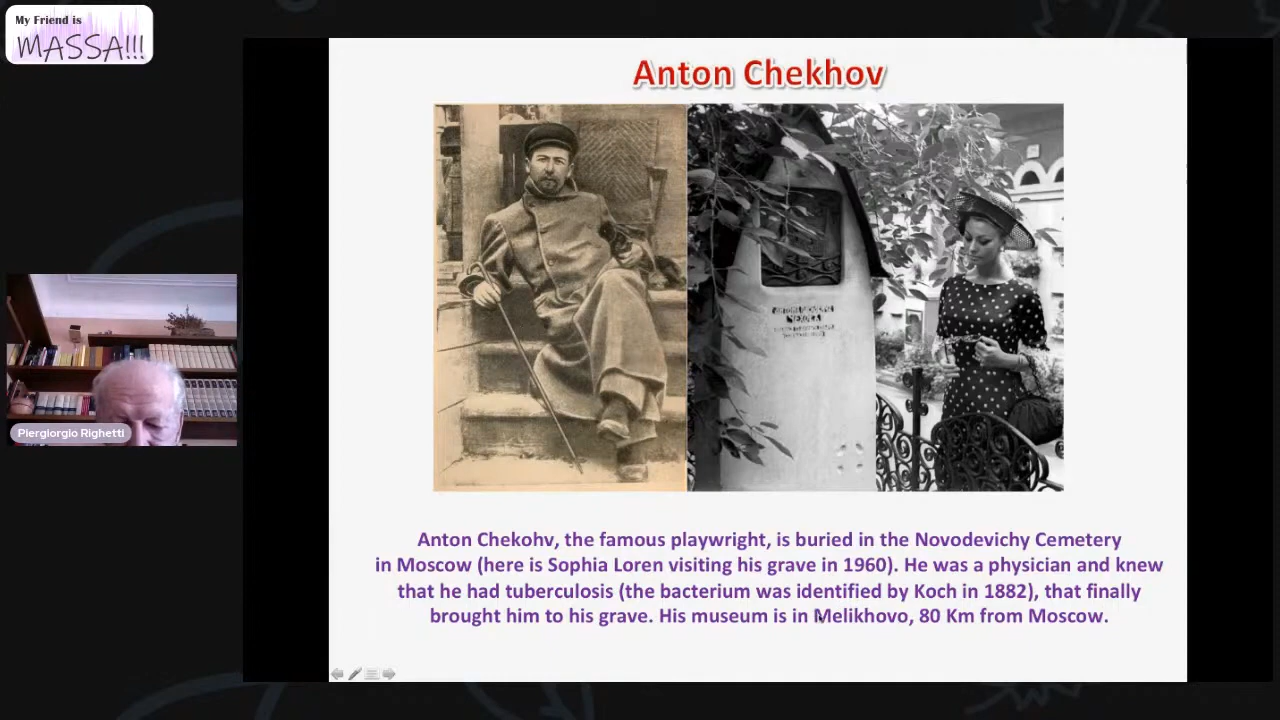 My Friend is
MASSA!!!
Anton Chekhov
Piergiorgio Righetti
Anton Chekohv, the famous playwright, is buried in the Novodevichy Cemetery
in Moscow (here is Sophia Loren visiting his grave in 1960). He was a physician and knew
that he had tuberculosis (the bacterium was identified by Koch in 1882), that finally
brought him to his grave. His museum is in Melikhovo, 80 Km from Moscow.